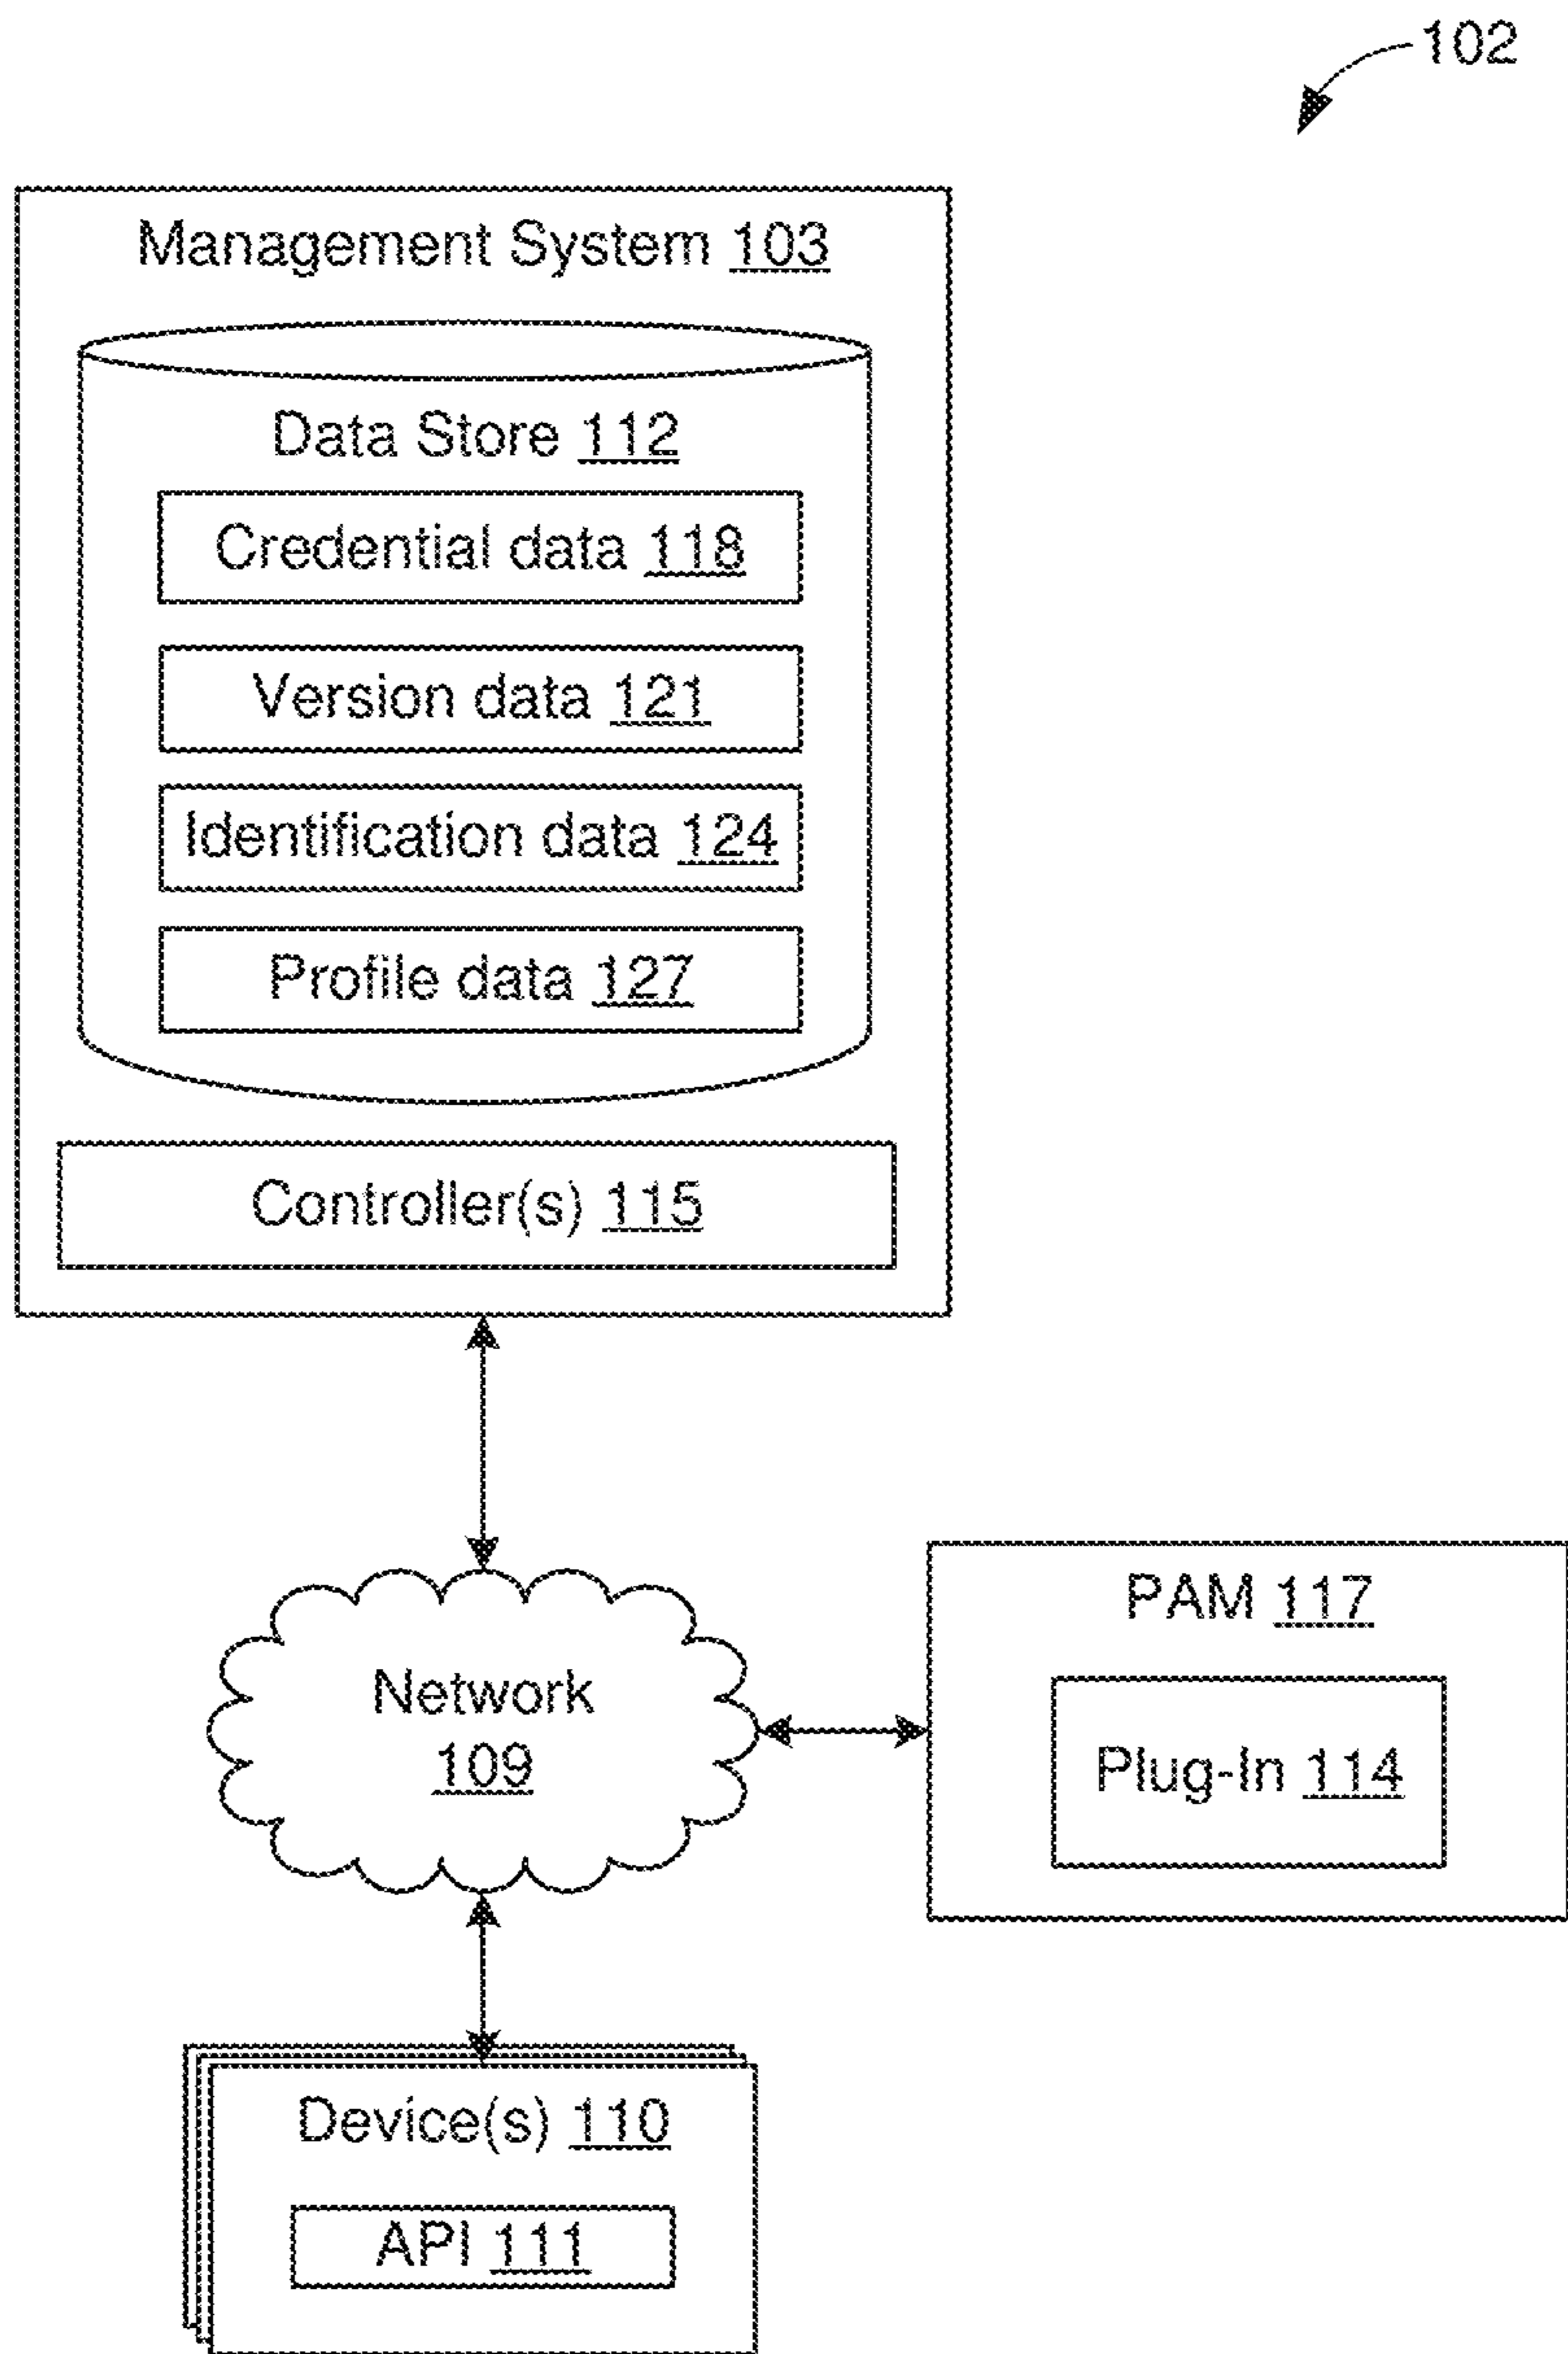 102
Management System 103
Data Store 112
Credential data 118
Version data 121
Identification data 124
Profile data 127
Controller(s) 115
Network
109
PAM 117
Plug-In 114
Device(s) 110
API 111